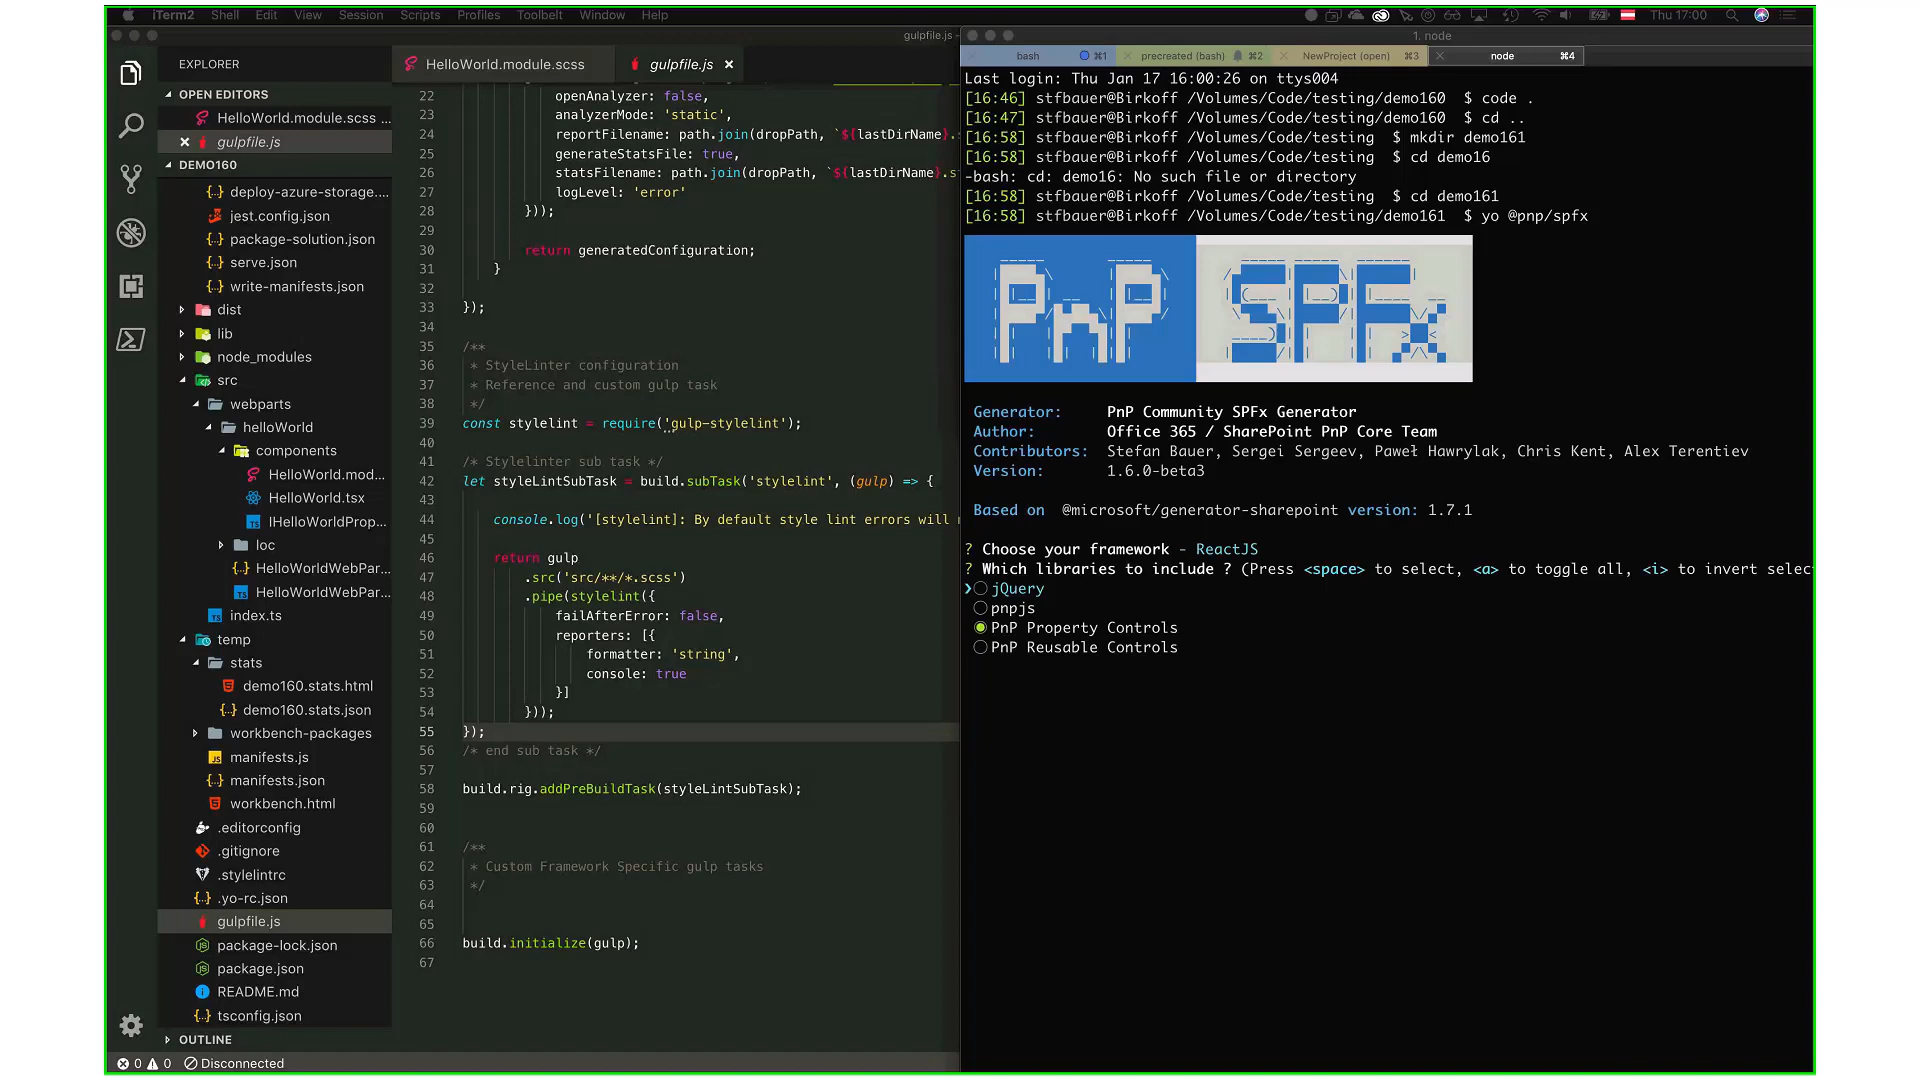 iTerm2 Shell Edit View Session Scripts Profiles Toolbelt Window Help Thu 17:00
gulpfile.js —
1. node
EXPLORER
HelloWorld.module.scss
gulpfile.js
bash ⌘1
precreated (bash) ⌘2
NewProject (open) ⌘3
node ⌘4
OPEN EDITORS
HelloWorld.module.scss ...
gulpfile.js
DEMO160
deploy-azure-storage....
jest.config.json
package-solution.json
serve.json
write-manifests.json
dist
lib
node_modules
src
webparts
helloWorld
components
HelloWorld.mod...
HelloWorld.tsx
IHelloWorldProp...
loc
HelloWorldWebPar...
HelloWorldWebPar...
index.ts
temp
stats
demo160.stats.html
demo160.stats.json
workbench-packages
manifests.js
manifests.json
workbench.html
.editorconfig
.gitignore
.stylelintrc
.yo-rc.json
gulpfile.js
package-lock.json
package.json
README.md
tsconfig.json
OUTLINE
0 0 Disconnected
22 openAnalyzer: false,
23 analyzerMode: 'static',
24 reportFilename: path.join(dropPath, `${lastDirName}.s
25 generateStatsFile: true,
26 statsFilename: path.join(dropPath, `${lastDirName}.st
27 logLevel: 'error'
28 }));
29
30 return generatedConfiguration;
31 }
32
33 });
34
35 /**
36 * StyleLinter configuration
37 * Reference and custom gulp task
38 */
39 const stylelint = require('gulp-stylelint');
40
41 /* Stylelinter sub task */
42 let styleLintSubTask = build.subTask('stylelint', (gulp) => {
43
44 console.log('[stylelint]: By default style lint errors will
45
46 return gulp
47 .src('src/**/*.scss')
48 .pipe(stylelint({
49 failAfterError: false,
50 reporters: [{
51 formatter: 'string',
52 console: true
53 }]
54 }));
55 });
56 /* end sub task */
57
58 build.rig.addPreBuildTask(styleLintSubTask);
59
60
61 /**
62 * Custom Framework Specific gulp tasks
63 */
64
65
66 build.initialize(gulp);
67
Last login: Thu Jan 17 16:00:26 on ttys004
[16:46] stfbauer@Birkoff /Volumes/Code/testing/demo160 $ code .
[16:47] stfbauer@Birkoff /Volumes/Code/testing/demo160 $ cd ..
[16:58] stfbauer@Birkoff /Volumes/Code/testing $ mkdir demo161
[16:58] stfbauer@Birkoff /Volumes/Code/testing $ cd demo16
-bash: cd: demo16: No such file or directory
[16:58] stfbauer@Birkoff /Volumes/Code/testing $ cd demo161
[16:58] stfbauer@Birkoff /Volumes/Code/testing/demo161 $ yo @pnp/spfx
PnP SPFx
Generator: PnP Community SPFx Generator
Author: Office 365 / SharePoint PnP Core Team
Contributors: Stefan Bauer, Sergei Sergeev, Paweł Hawrylak, Chris Kent, Alex Terentiev
Version: 1.6.0-beta3
Based on @microsoft/generator-sharepoint version: 1.7.1
? Choose your framework - ReactJS
? Which libraries to include ? (Press <space> to select, <a> to toggle all, <i> to invert selec
❯◯ jQuery
◯ pnpjs
◉ PnP Property Controls
◯ PnP Reusable Controls